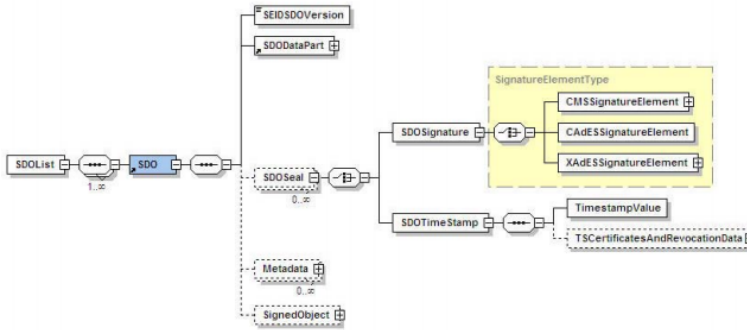 SEIDSDOVersion
SDODataPart
SignatureElementType
CMSSignatureElement
SDOSignature
CAdESSignatureElement
XAdESSignatureElement
SDOList
SDO
1..∞
SDOSeal
0..∞
SDOTimeStamp
TimestampValue
TSCertificatesAndRevocationData
Metadata
0..∞
SignedObject